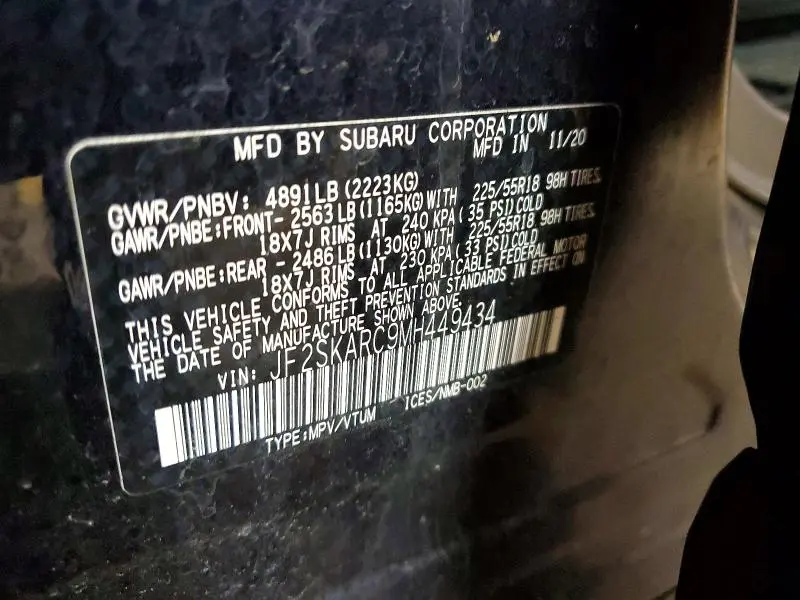 MFD BY SUBARU CORPORATION
MFD IN 11/20
GVWR/PNBV: 4891LB(2223KG)
GAWR/PNBE:FRONT-2563LB(1165KG)WITH 225/55R18 98H TIRES.
18X7J RIMS AT 240 KPA(35 PSI)COLD
GAWR/PNBE:REAR -2486LB(1130KG)WITH 225/55R18 98H TIRES.
18X7J RIMS AT 230 KPA(33 PSI)COLD
THIS VEHICLE CONFORMS TO ALL APPLICABLE FEDERAL MOTOR
VEHICLE SAFETY AND THEFT PREVENTION STANDARDS IN EFFECT ON
THE DATE OF MANUFACTURE SHOWN ABOVE.
VIN: JF2SKARC9MH449434
TYPE:MPV/VTUM ICES/NMB-002